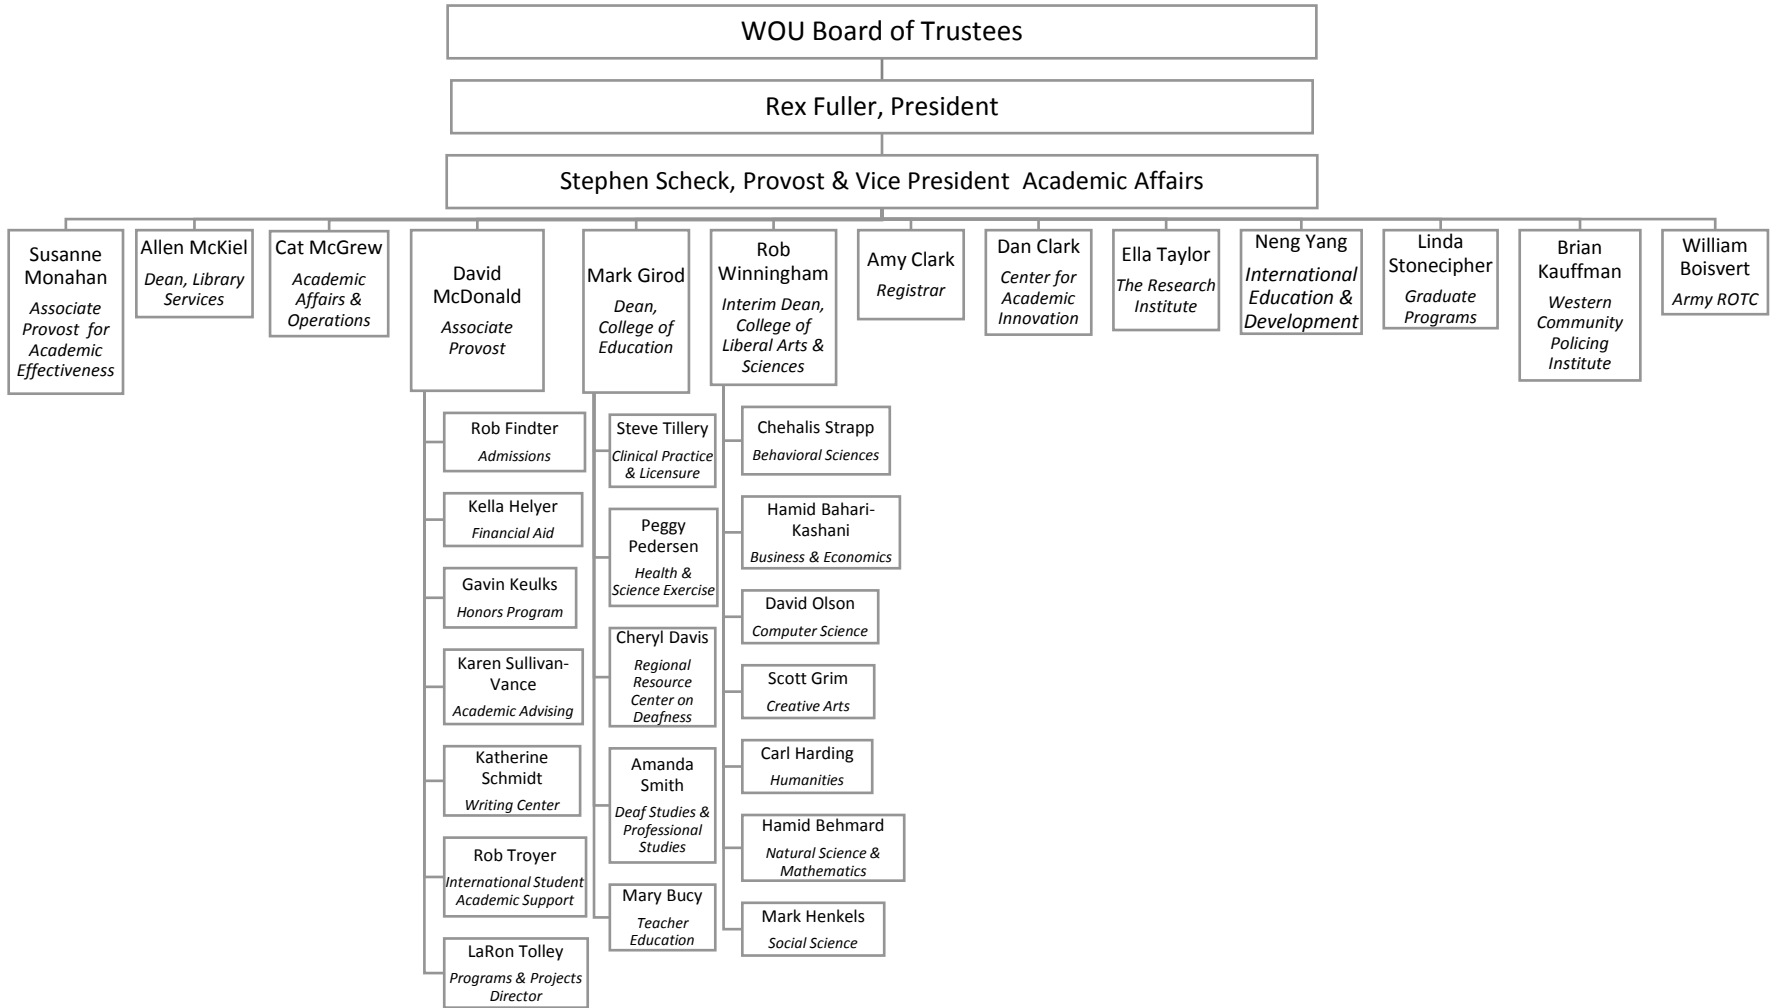 WOU Board of Trustees
Rex Fuller, President
Stephen Scheck, Provost & Vice President  Academic Affairs
Susanne
Monahan
Associate
Provost  for
Academic
Effectiveness
Allen McKiel
Dean, Library
Services
Cat McGrew
Academic
Affairs &
Operations
David
McDonald
Associate
Provost
Mark Girod
Dean,
College of
Education
Rob
Winningham
Interim Dean,
College of
Liberal Arts &
Sciences
Amy Clark
Registrar
Dan Clark
Center for
Academic
Innovation
Ella Taylor
The Research
Institute
Neng Yang
International
Education &
Development
Linda
Stonecipher
Graduate
Programs
Brian
Kauffman
Western
Community
Policing
Institute
William
Boisvert
Army ROTC
Rob Findter
Admissions
Kella Helyer
Financial Aid
Gavin Keulks
Honors Program
Karen Sullivan-
Vance
Academic Advising
Katherine
Schmidt
Writing Center
Rob Troyer
International Student
Academic Support
LaRon Tolley
Programs & Projects
Director
Steve Tillery
Clinical Practice
& Licensure
Peggy
Pedersen
Health &
Science Exercise
Cheryl Davis
Regional
Resource
Center on
Deafness
Amanda
Smith
Deaf Studies &
Professional
Studies
Mary Bucy
Teacher
Education
Chehalis Strapp
Behavioral Sciences
Hamid Bahari-
Kashani
Business & Economics
David Olson
Computer Science
Scott Grim
Creative Arts
Carl Harding
Humanities
Hamid Behmard
Natural Science &
Mathematics
Mark Henkels
Social Science